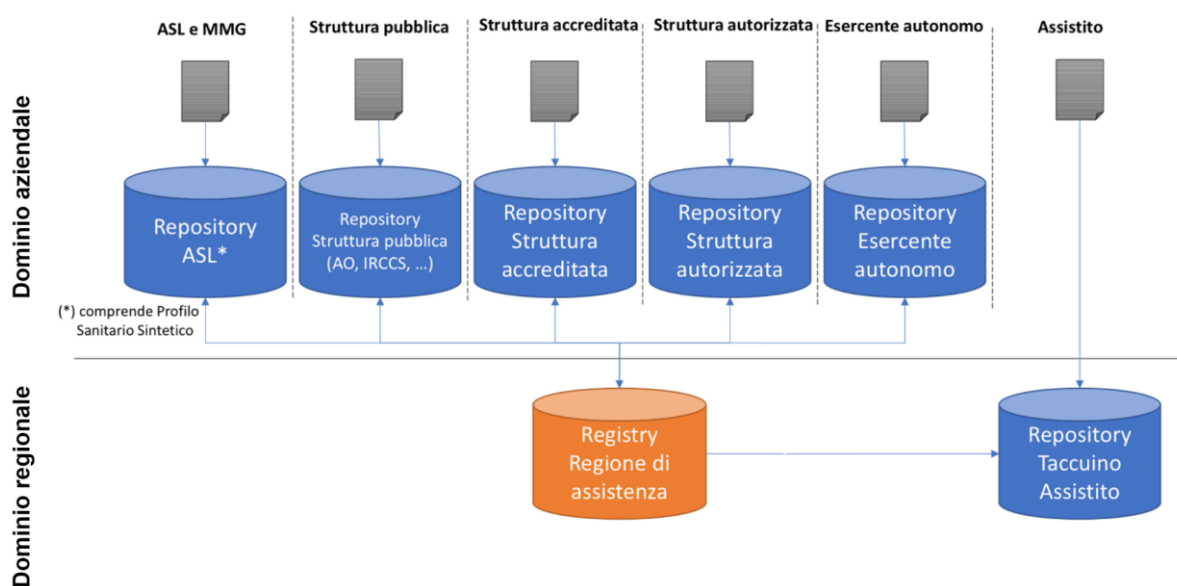 ASL e MMG
Struttura pubblica
Struttura accreditata
Struttura autorizzata
Esercente autonomo
Assistito
Dominio aziendale
Repository
ASL*
Repository
Struttura pubblica
(AO, IRCCS, ...)
Repository
Struttura
accreditata
Repository
Struttura
autorizzata
Repository
Esercente
autonomo
(*) comprende Profilo
Sanitario Sintetico
Dominio regionale
Registry
Regione di
assistenza
Repository
Taccuino
Assistito